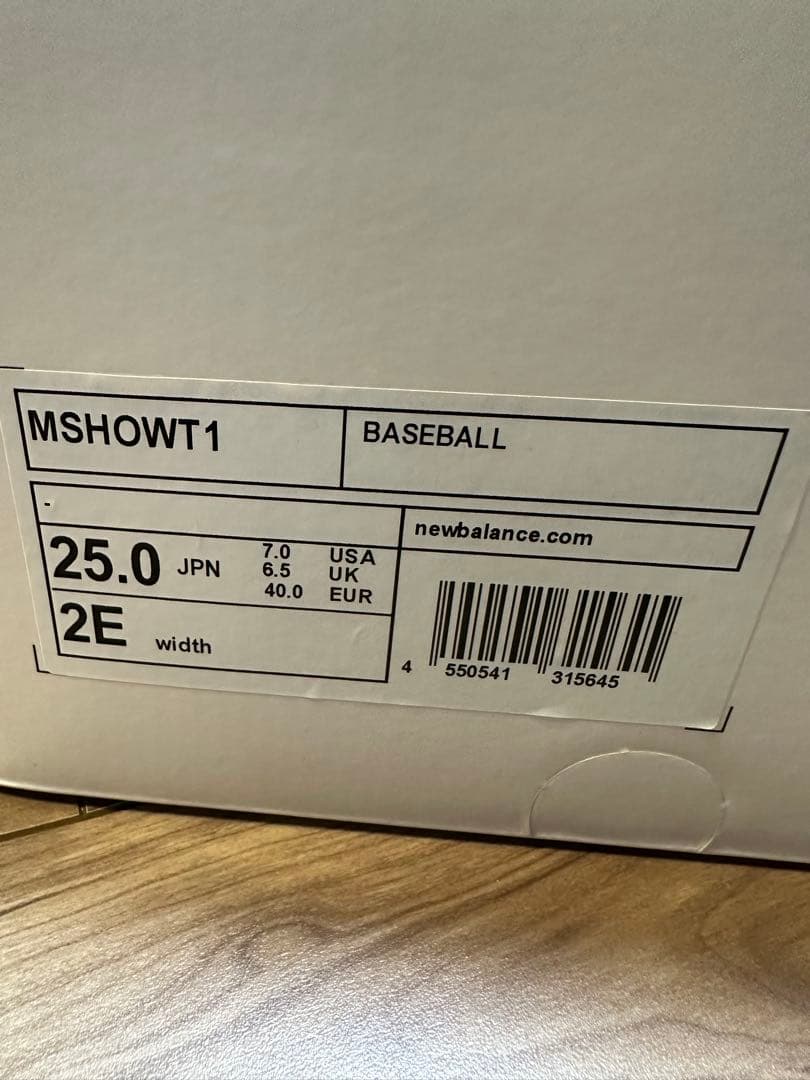 MSHOWT1
BASEBALL
-
newbalance.com
25.0 JPN
7.0 USA
6.5 UK
40.0 EUR
2E width
4 550541 315645